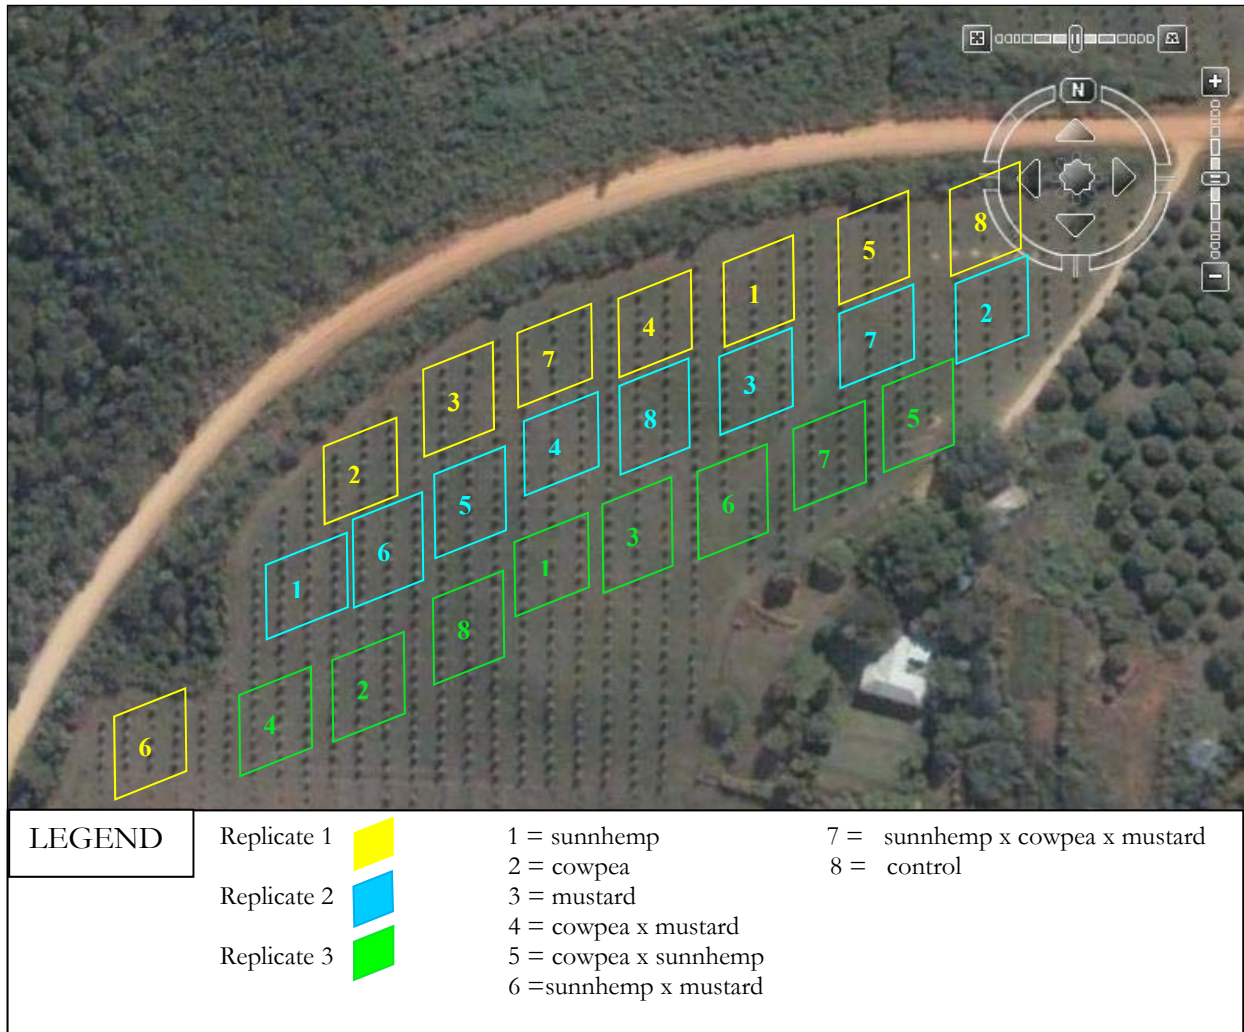 N
8
5
1
4
7
3
2
6
2
7
3
8
4
5
6
1
5
7
6
3
1
8
2
4
LEGEND
Replicate 1
Replicate 2
Replicate 3
1 = sunnhemp
2 = cowpea
3 = mustard
4 = cowpea x mustard
5 = cowpea x sunnhemp
6 =sunnhemp x mustard
7 = sunnhemp x cowpea x mustard
8 = control